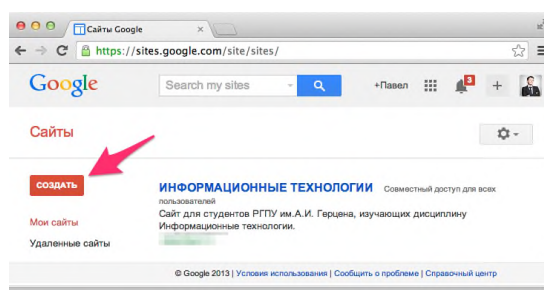 Сайты Google
https://sites.google.com/site/sites/
Google Search my sites +Павел 3 +
Сайты
СОЗДАТЬ
ИНФОРМАЦИОННЫЕ ТЕХНОЛОГИИ Совместный доступ для всех
пользователей
Сайт для студентов РГПУ им.А.И. Герцена, изучающих дисциплину
Информационные технологии.
Мои сайты
Удаленные сайты
© Google 2013 | Условия использования | Сообщить о проблеме | Справочный центр